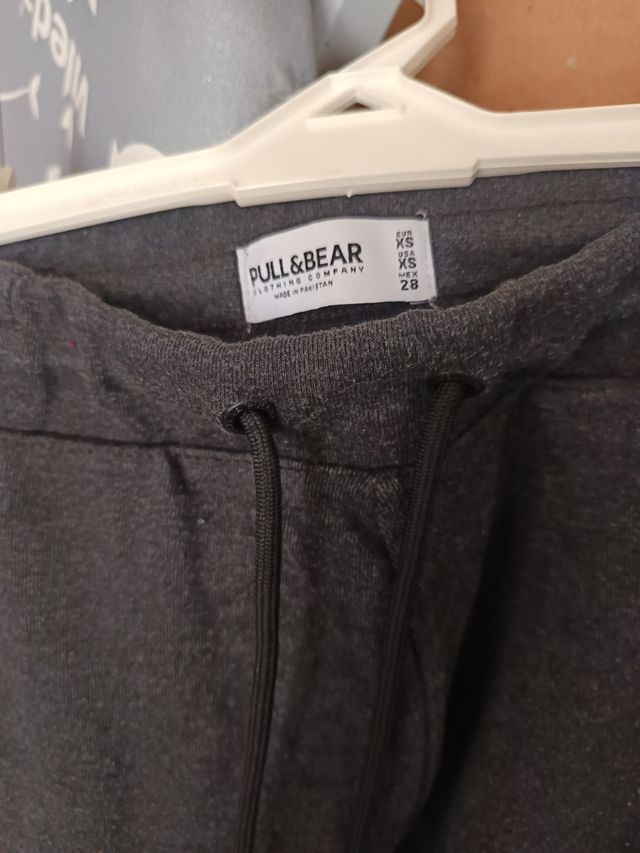 PULL&BEAR
CLOTHING COMPANY
MADE IN PAKISTAN
EUR
XS
USA
XS
MEX
28